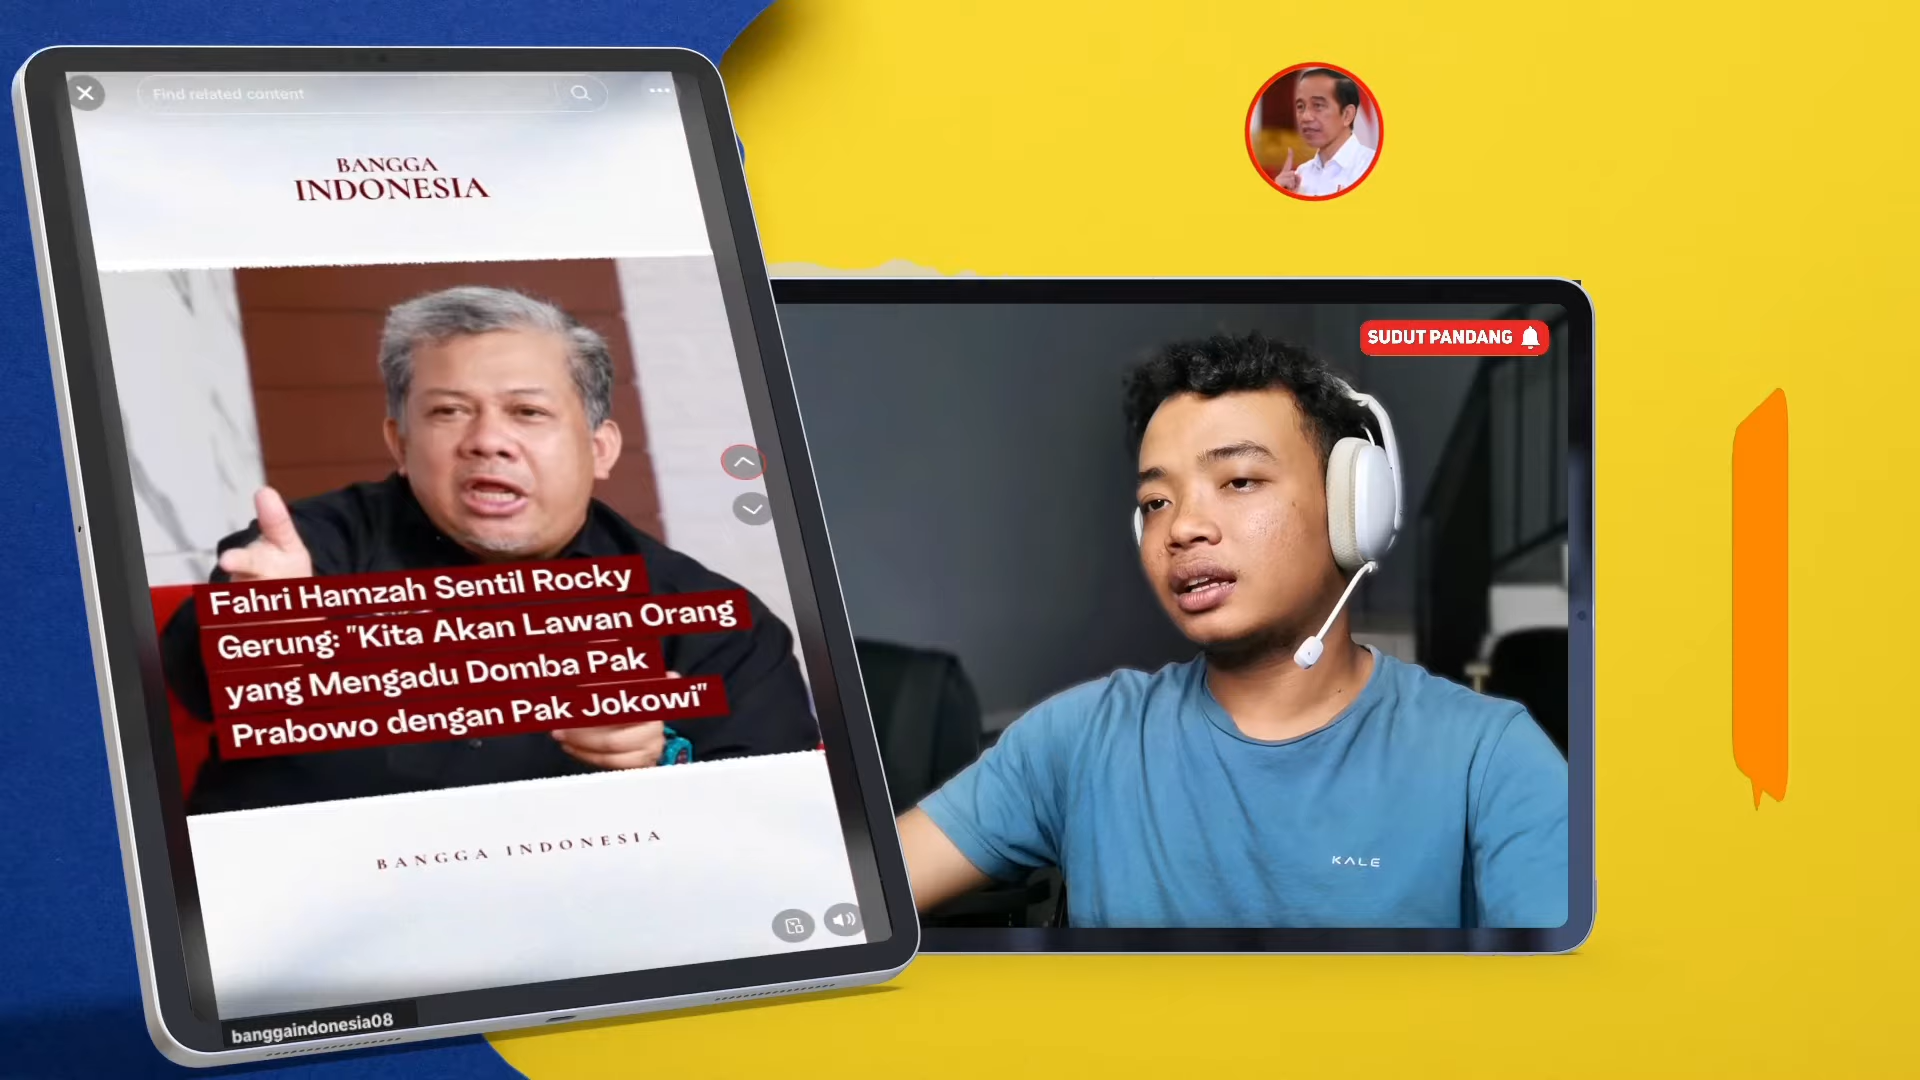 Find related content
BANGGA
INDONESIA
Fahri Hamzah Sentil Rocky
Gerung: "Kita Akan Lawan Orang
yang Mengadu Domba Pak
Prabowo dengan Pak Jokowi"
BANGGA INDONESIA
banggaindonesia08
SUDUT PANDANG
KALE